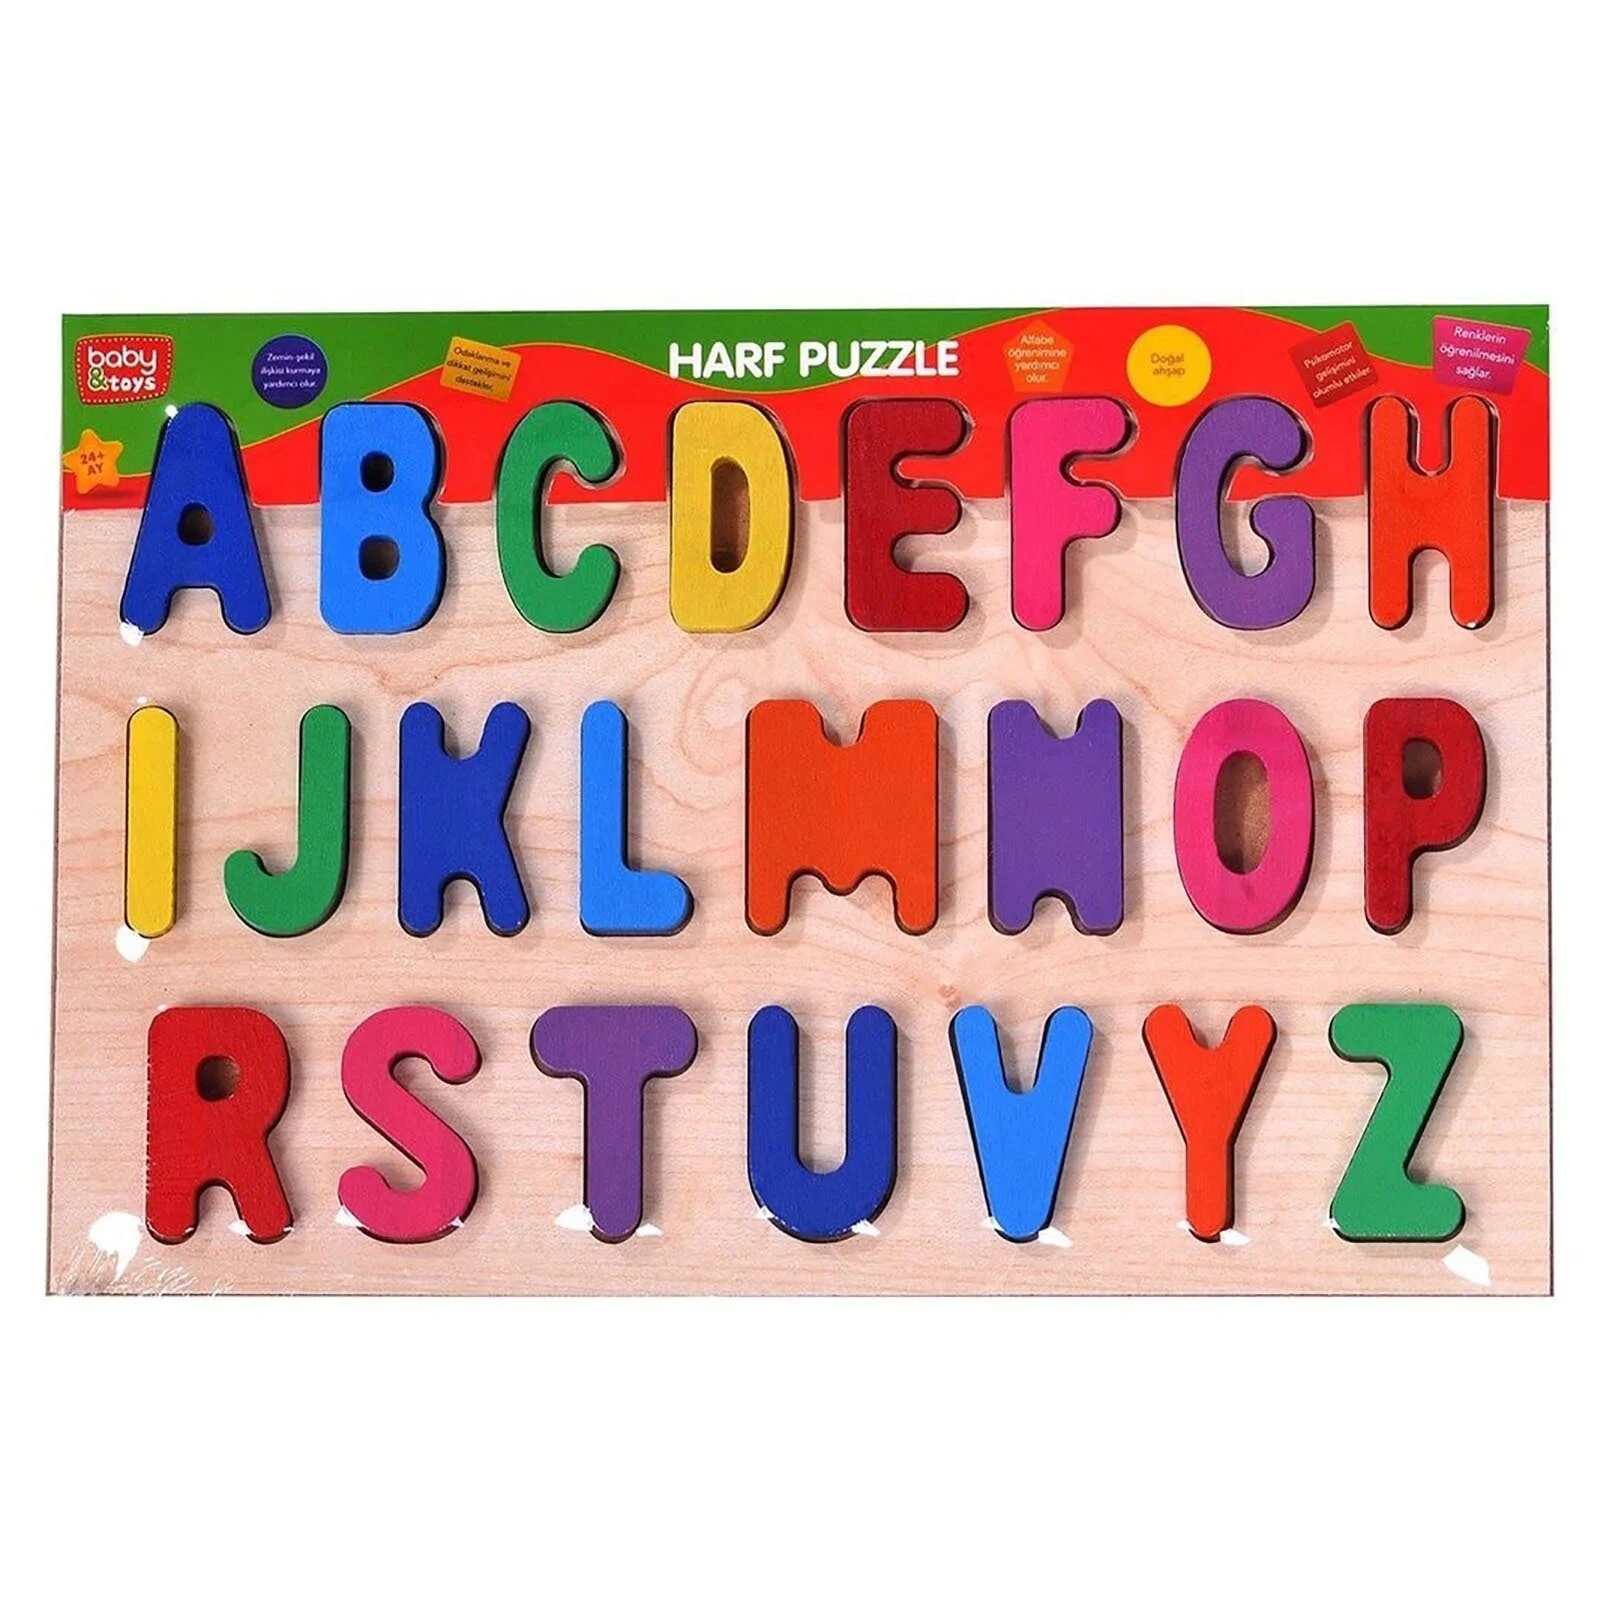 baby
&toys
Zemin-şekil
ilişkisi kurmaya
yardımcı olur.
Odaklanma ve
dikkat gelişimini
destekler.
HARF PUZZLE
Alfabe
öğrenimine
yardımcı
olur.
Doğal
ahşap
Psikomotor
gelişimini
olumlu etkiler.
Renklerin
öğrenilmesini
sağlar.
24+
AY
A B C D E F G H
I J K L M N O P
R S T U V Y Z